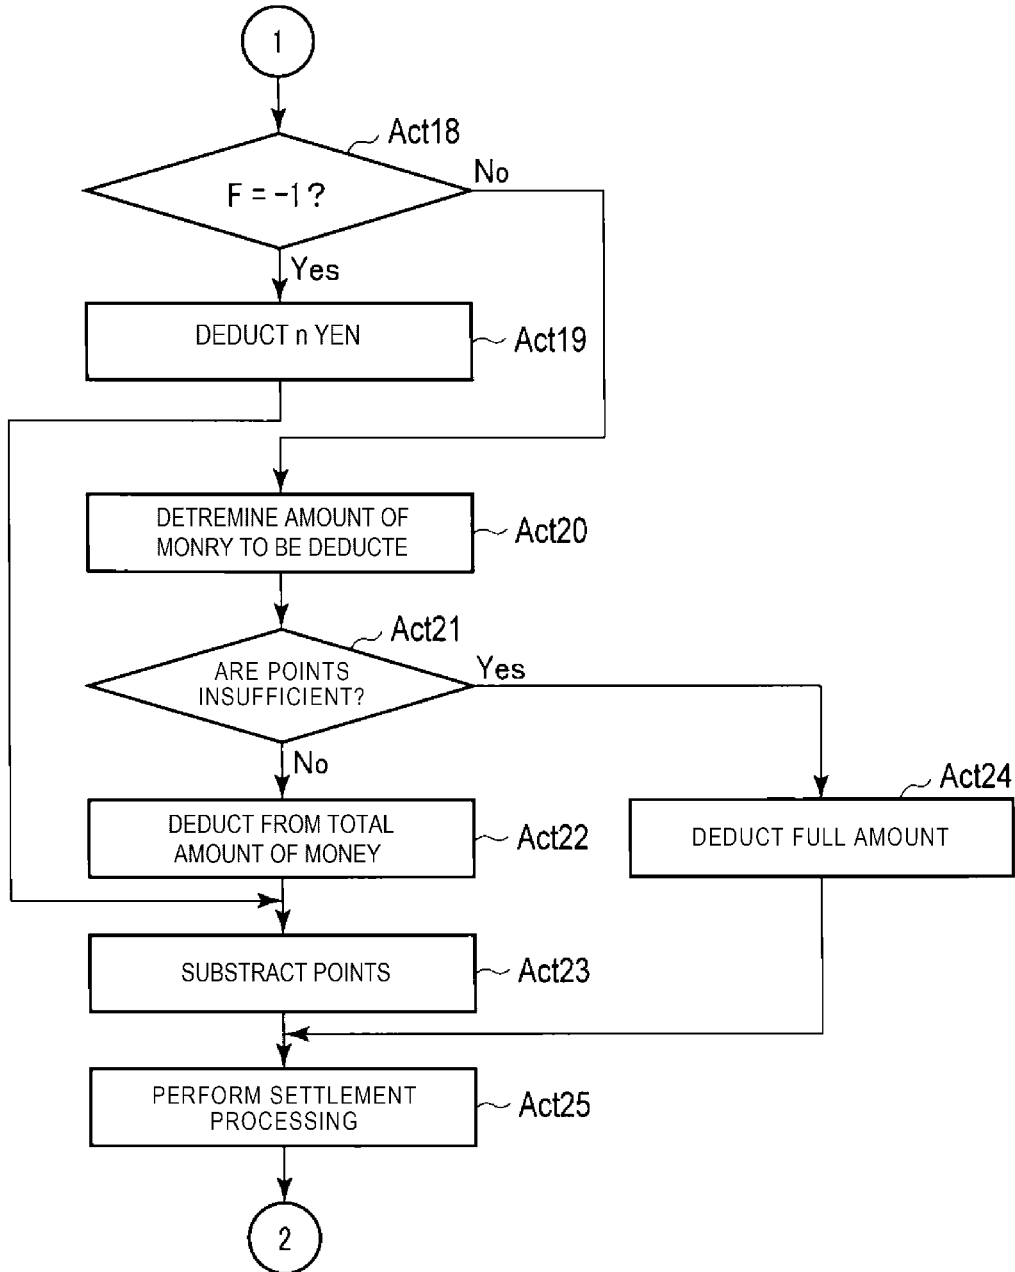 1
Act18
F = -1?
No
Yes
DEDUCT n YEN
Act19
DETREMINE AMOUNT OF
MONRY TO BE DEDUCTE
Act20
Act21
ARE POINTS
INSUFFICIENT?
Yes
No
Act24
DEDUCT FROM TOTAL
AMOUNT OF MONEY
Act22
DEDUCT FULL AMOUNT
SUBSTRACT POINTS
Act23
PERFORM SETTLEMENT
PROCESSING
Act25
2